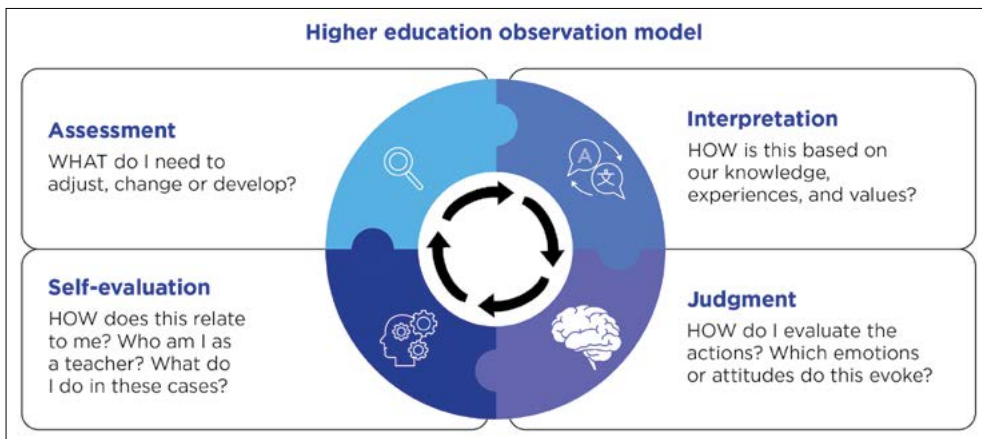 Higher education observation model
Assessment
WHAT do I need to
adjust, change or develop?
Interpretation
HOW is this based on
our knowledge,
experiences, and values?
A
文
Self-evaluation
HOW does this relate
to me? Who am I as
a teacher? What do
I do in these cases?
Judgment
HOW do I evaluate the
actions? Which emotions
or attitudes do this evoke?